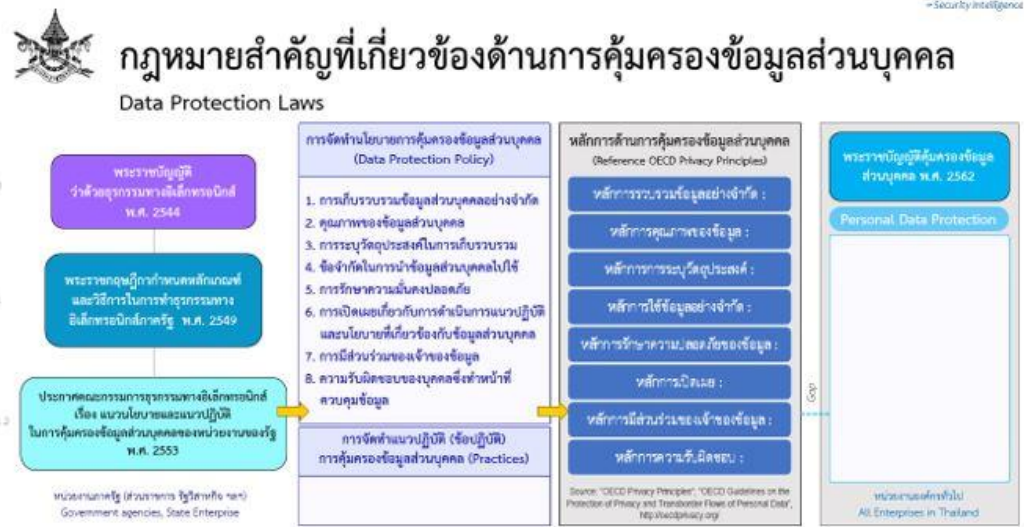 Security Intelligence
กฎหมายสำคัญที่เกี่ยวข้องด้านการคุ้มครองข้อมูลส่วนบุคคล
Data Protection Laws
พระราชบัญญัติ
ว่าด้วยธุรกรรมทางอิเล็กทรอนิกส์
พ.ศ. 2544
พระราชกฤษฎีกากำหนดหลักเกณฑ์
และวิธีการในการทำธุรกรรมทาง
อิเล็กทรอนิกส์ภาครัฐ พ.ศ. 2549
ประกาศคณะกรรมการธุรกรรมทางอิเล็กทรอนิกส์
เรื่อง แนวนโยบายและแนวปฏิบัติ
ในการคุ้มครองข้อมูลส่วนบุคคลของหน่วยงานของรัฐ
พ.ศ. 2553
หน่วยงานภาครัฐ (ส่วนราชการ รัฐวิสาหกิจ ฯลฯ)
Government agencies, State Enterprise
การจัดทำนโยบายการคุ้มครองข้อมูลส่วนบุคคล
(Data Protection Policy)
1. การเก็บรวบรวมข้อมูลส่วนบุคคลอย่างจำกัด
2. คุณภาพของข้อมูลส่วนบุคคล
3. การระบุวัตถุประสงค์ในการเก็บรวบรวม
4. ข้อจำกัดในการนำข้อมูลส่วนบุคคลไปใช้
5. การรักษาความมั่นคงปลอดภัย
6. การเปิดเผยเกี่ยวกับการดำเนินการแนวปฏิบัติ
และนโยบายที่เกี่ยวข้องกับข้อมูลส่วนบุคคล
7. การมีส่วนร่วมของเจ้าของข้อมูล
8. ความรับผิดชอบของบุคคลซึ่งทำหน้าที่
ควบคุมข้อมูล
การจัดทำแนวปฏิบัติ (ข้อปฏิบัติ)
การคุ้มครองข้อมูลส่วนบุคคล (Practices)
หลักการด้านการคุ้มครองข้อมูลส่วนบุคคล
(Reference OECD Privacy Principles)
หลักการรวบรวมข้อมูลอย่างจำกัด :
หลักการคุณภาพของข้อมูล :
หลักการการระบุวัตถุประสงค์ :
หลักการใช้ข้อมูลอย่างจำกัด :
หลักการรักษาความปลอดภัยของข้อมูล :
หลักการเปิดเผย :
หลักการมีส่วนร่วมของเจ้าของข้อมูล :
หลักการความรับผิดชอบ :
Source: "OECD Privacy Principles", "OECD Guidelines on the
Protection of Privacy and Transborder Flows of Personal Data",
http://oecdprivacy.org/
Gap
พระราชบัญญัติคุ้มครองข้อมูล
ส่วนบุคคล พ.ศ. 2562
Personal Data Protection
หน่วยงานองค์กรทั่วไป
All Enterprises in Thailand